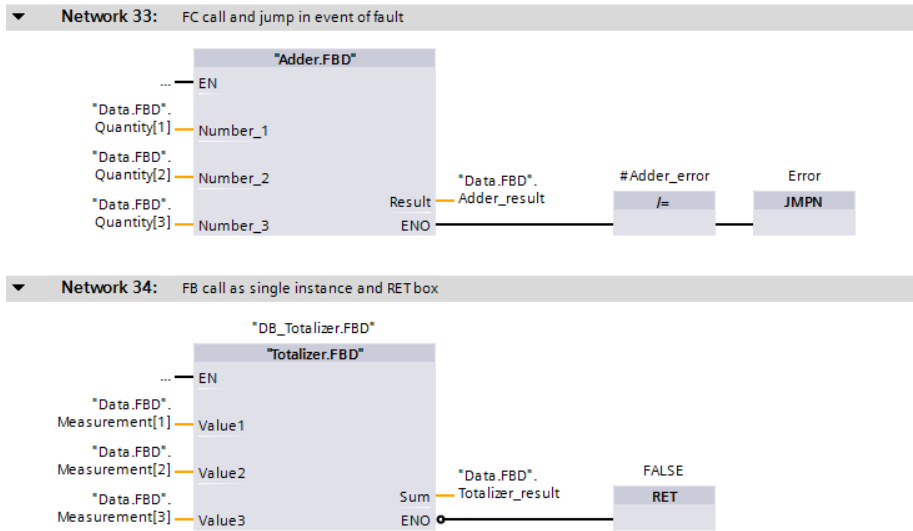 Network 33: FC call and jump in event of fault
"Adder.FBD"
... EN
"Data.FBD".
Quantity[1] Number_1
"Data.FBD".
Quantity[2] Number_2
"Data.FBD".
Quantity[3] Number_3
Result "Data.FBD".
Adder_result
ENO
#Adder_error
/=
Error
JMPN
Network 34: FB call as single instance and RET box
"DB_Totalizer.FBD"
"Totalizer.FBD"
... EN
"Data.FBD".
Measurement[1] Value1
"Data.FBD".
Measurement[2] Value2
"Data.FBD".
Measurement[3] Value3
Sum "Data.FBD".
Totalizer_result
ENO
FALSE
RET